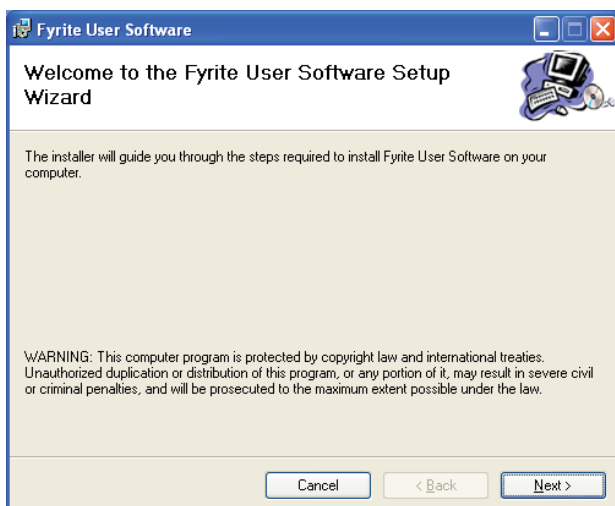 Fyrite User Software
Welcome to the Fyrite User Software Setup
Wizard
The installer will guide you through the steps required to install Fyrite User Software on your
computer.
WARNING: This computer program is protected by copyright law and international treaties.
Unauthorized duplication or distribution of this program, or any portion of it, may result in severe civil
or criminal penalties, and will be prosecuted to the maximum extent possible under the law.
Cancel
< Back
Next >